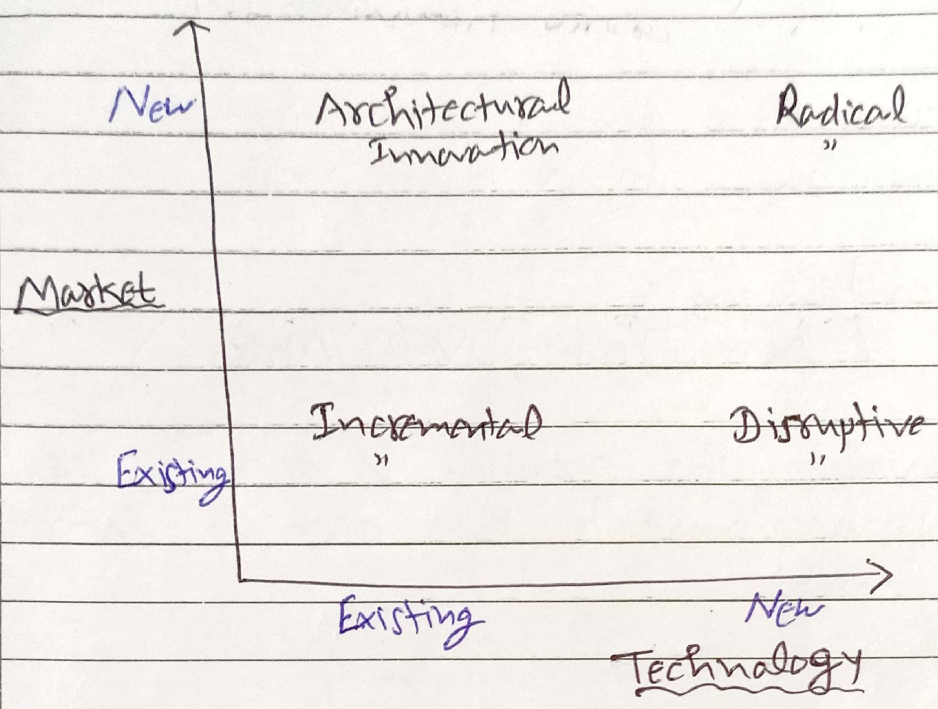 New
Architectural
Innovation
Radical
"
Market
Incremental
"
Disruptive
"
Existing
Existing
New
Technology